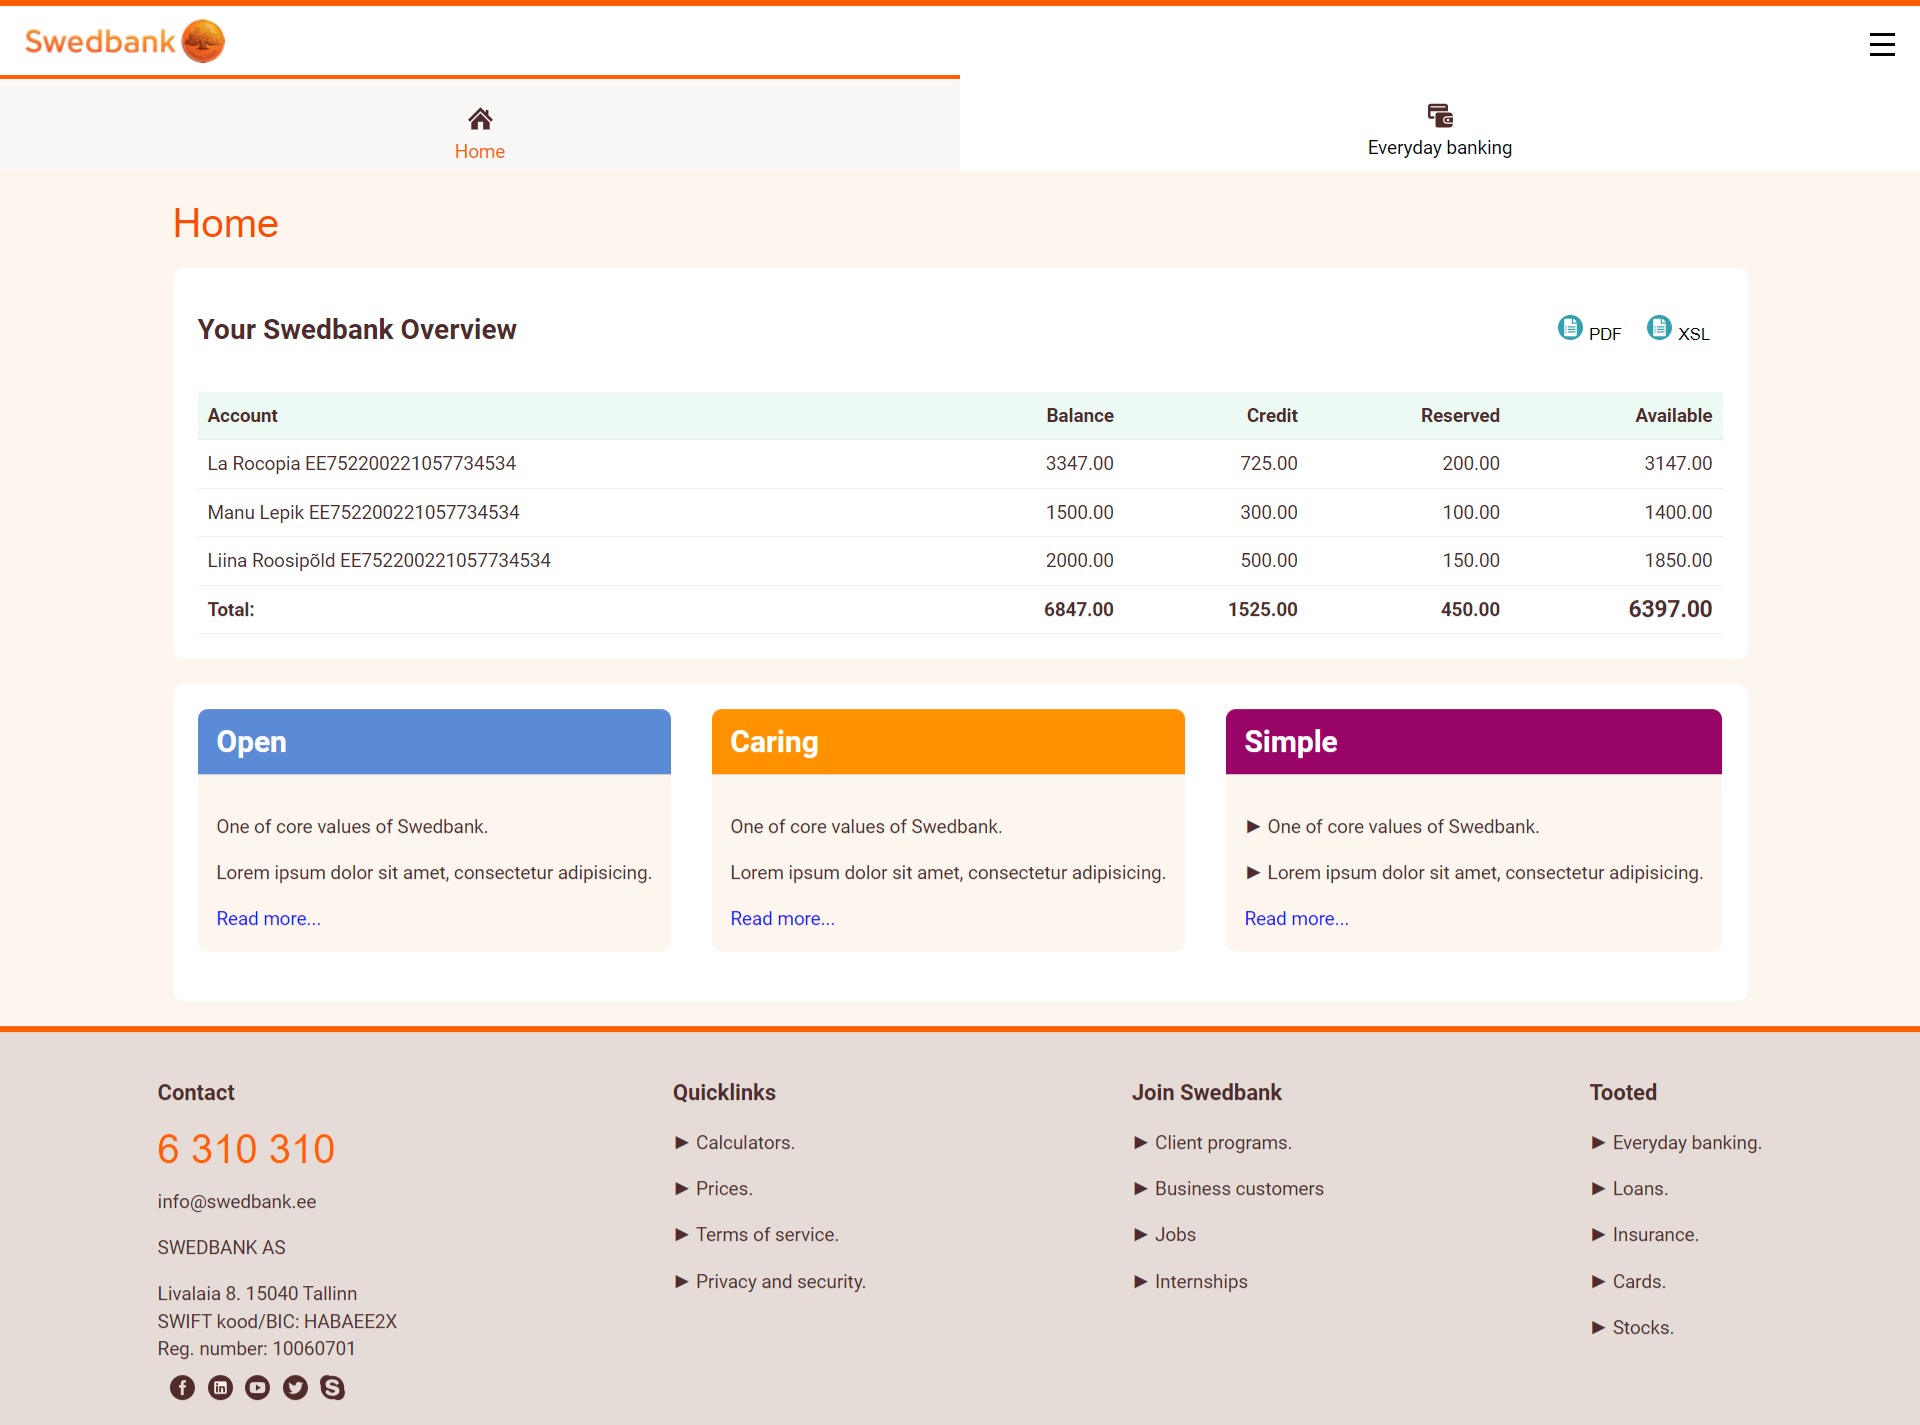 Swedbank
Home
Everyday banking
Home
Your Swedbank Overview
PDF
XSL
Account Balance Credit Reserved Available
La Rocopia EE752200221057734534 3347.00 725.00 200.00 3147.00
Manu Lepik EE752200221057734534 1500.00 300.00 100.00 1400.00
Liina Roosipõld EE752200221057734534 2000.00 500.00 150.00 1850.00
Total: 6847.00 1525.00 450.00 6397.00
Open
One of core values of Swedbank.
Lorem ipsum dolor sit amet, consectetur adipisicing.
Read more...
Caring
One of core values of Swedbank.
Lorem ipsum dolor sit amet, consectetur adipisicing.
Read more...
Simple
► One of core values of Swedbank.
► Lorem ipsum dolor sit amet, consectetur adipisicing.
Read more...
Contact
6 310 310
info@swedbank.ee
SWEDBANK AS
Livalaia 8. 15040 Tallinn
SWIFT kood/BIC: HABAEE2X
Reg. number: 10060701
Quicklinks
► Calculators.
► Prices.
► Terms of service.
► Privacy and security.
Join Swedbank
► Client programs.
► Business customers
► Jobs
► Internships
Tooted
► Everyday banking.
► Loans.
► Insurance.
► Cards.
► Stocks.